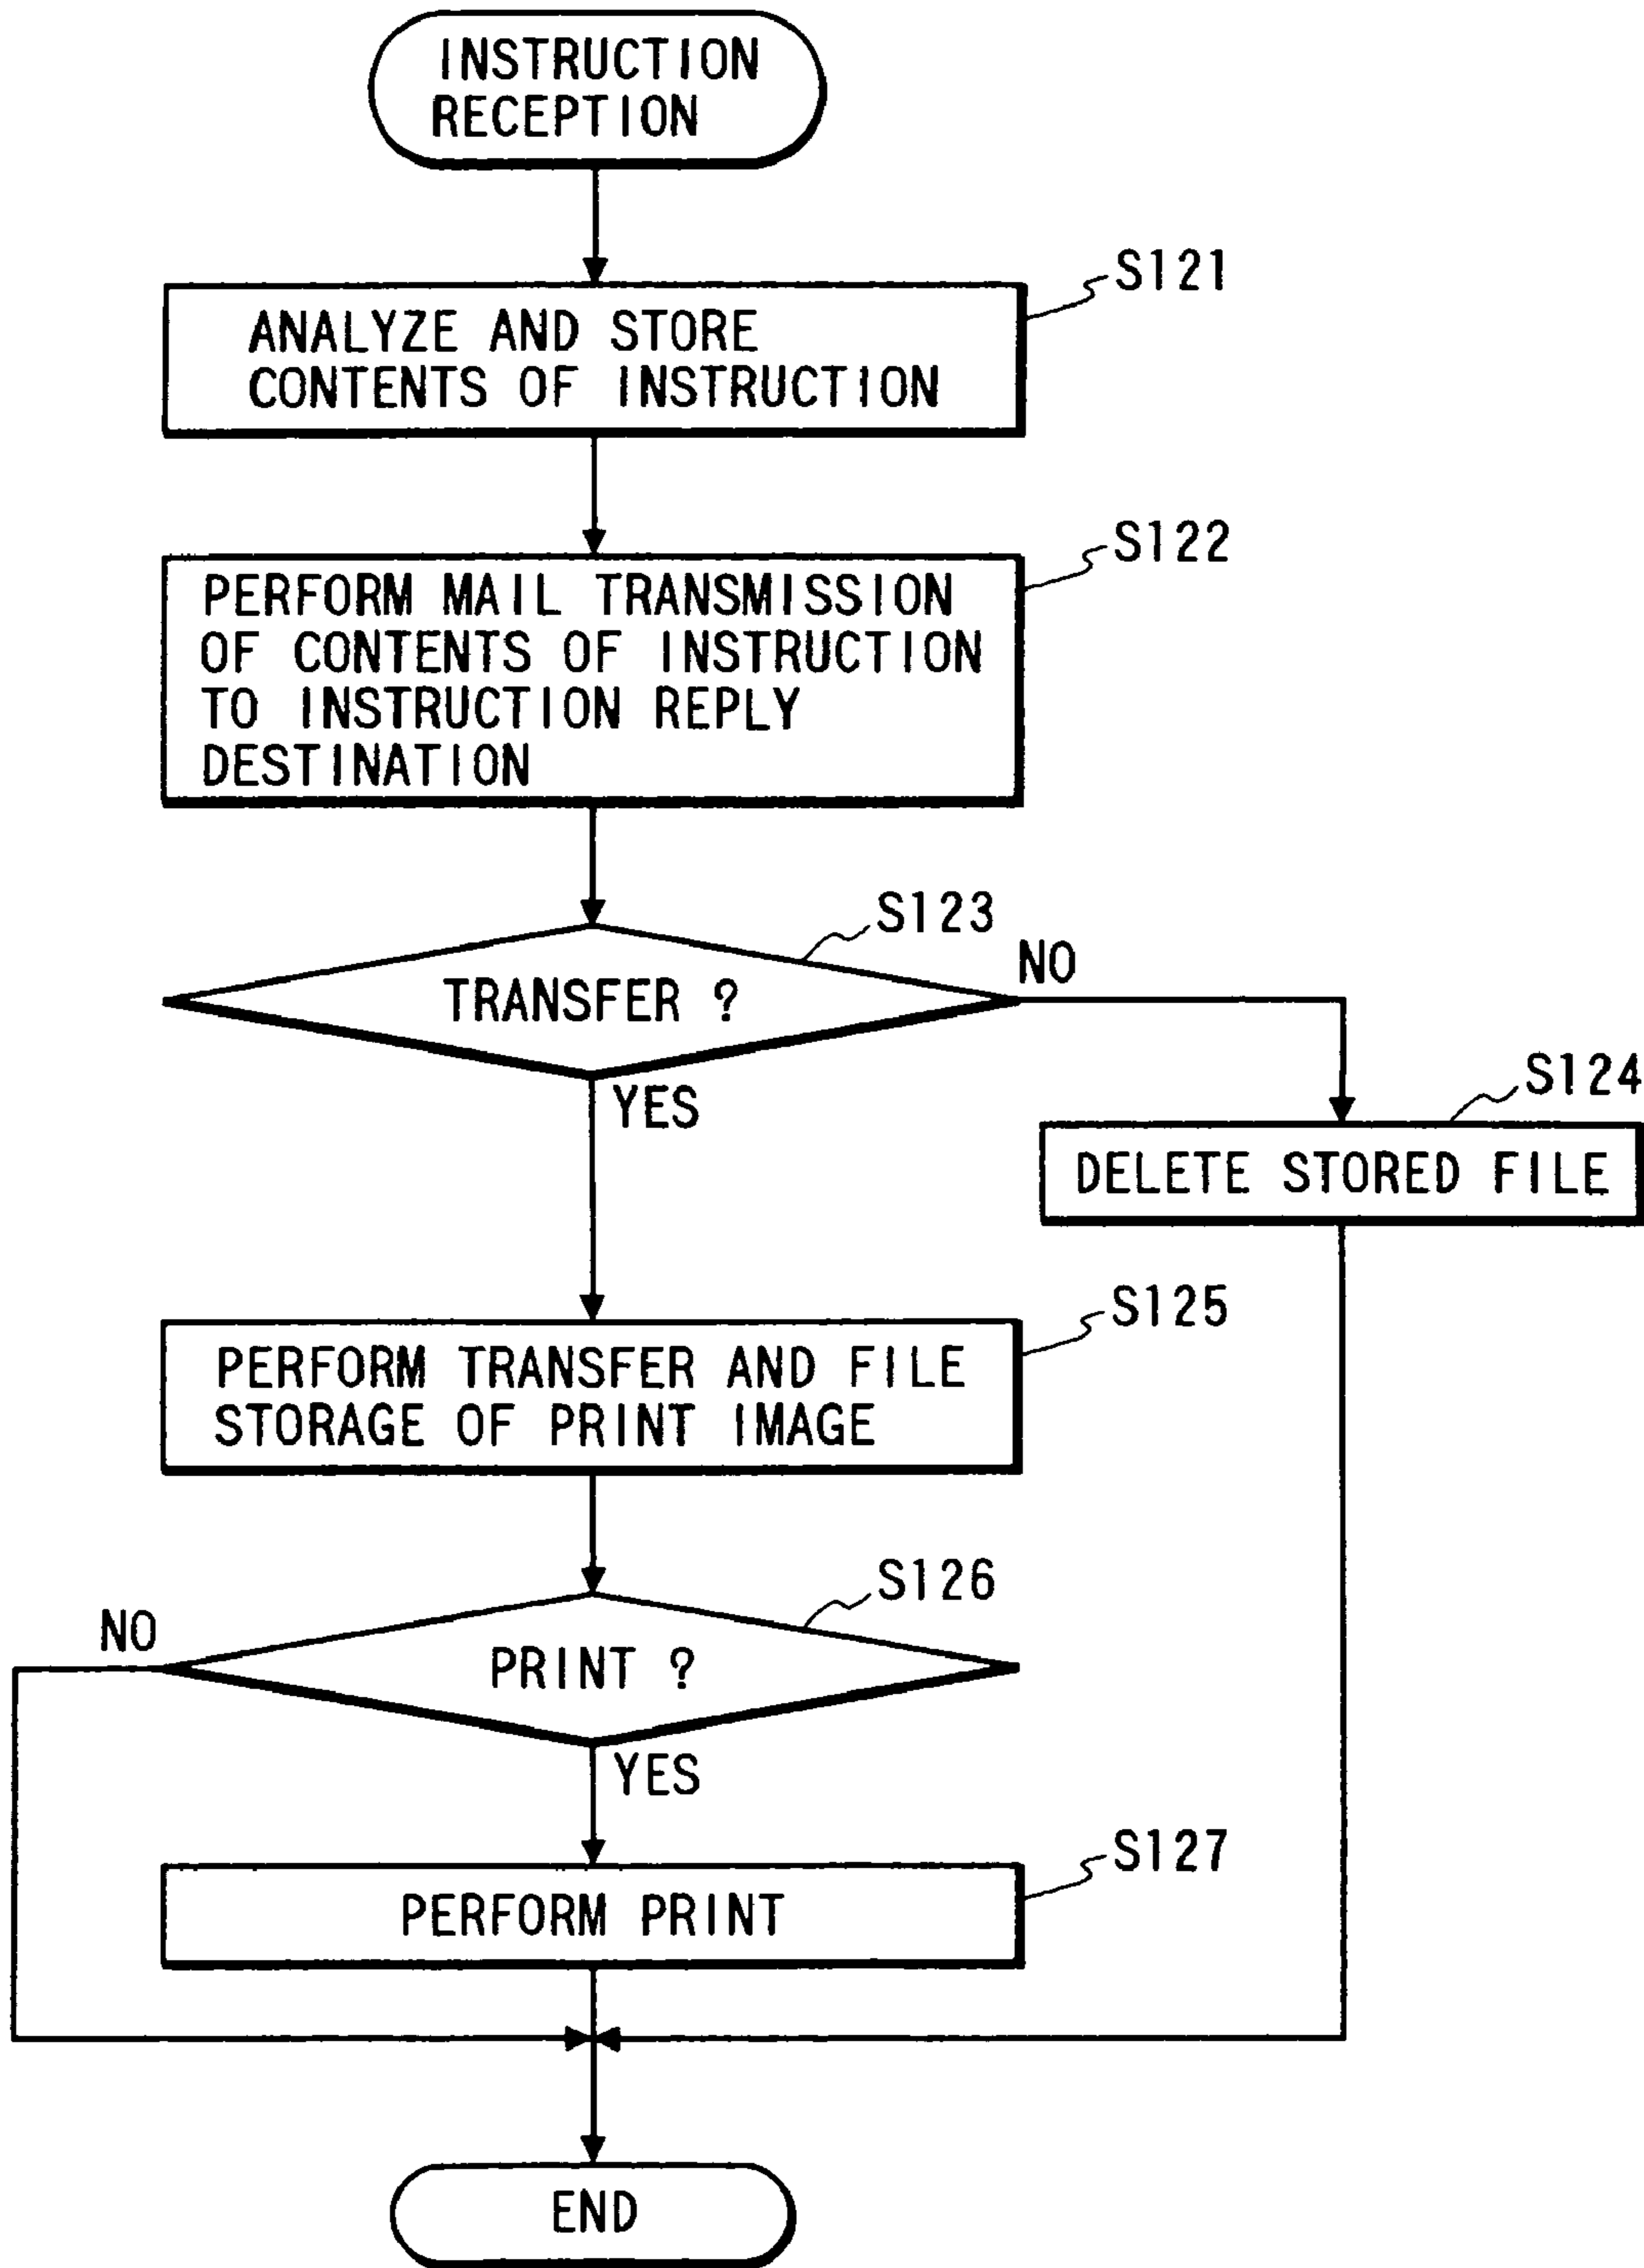 INSTRUCTION
RECEPTION
S121
ANALYZE AND STORE
CONTENTS OF INSTRUCTION
S122
PERFORM MAIL TRANSMISSION
OF CONTENTS OF INSTRUCTION
TO INSTRUCTION REPLY
DESTINATION
S123
TRANSFER ?
NO
YES
S124
DELETE STORED FILE
S125
PERFORM TRANSFER AND FILE
STORAGE OF PRINT IMAGE
S126
NO
PRINT ?
YES
S127
PERFORM PRINT
END